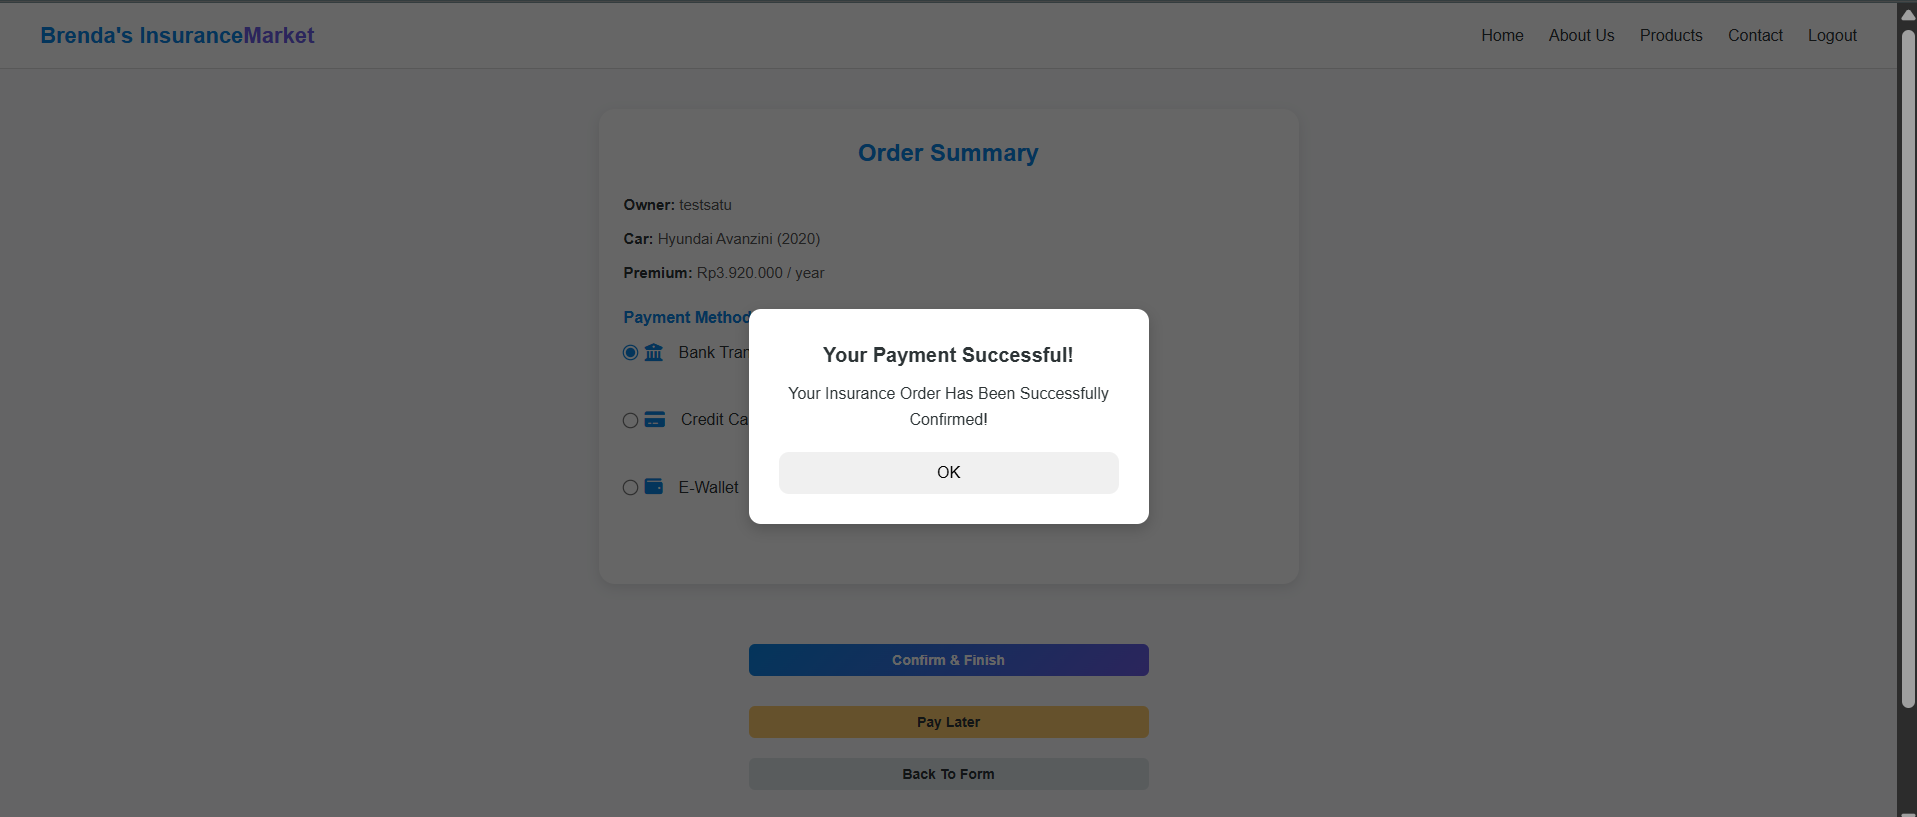 Brenda's InsuranceMarket
Home About Us Products Contact Logout
Order Summary
Owner: testsatu
Car: Hyundai Avanzini (2020)
Premium: Rp3.920.000 / year
Payment Method
Bank Tran
Credit Ca
E-Wallet
Your Payment Successful!
Your Insurance Order Has Been Successfully
Confirmed!
OK
Confirm & Finish
Pay Later
Back To Form